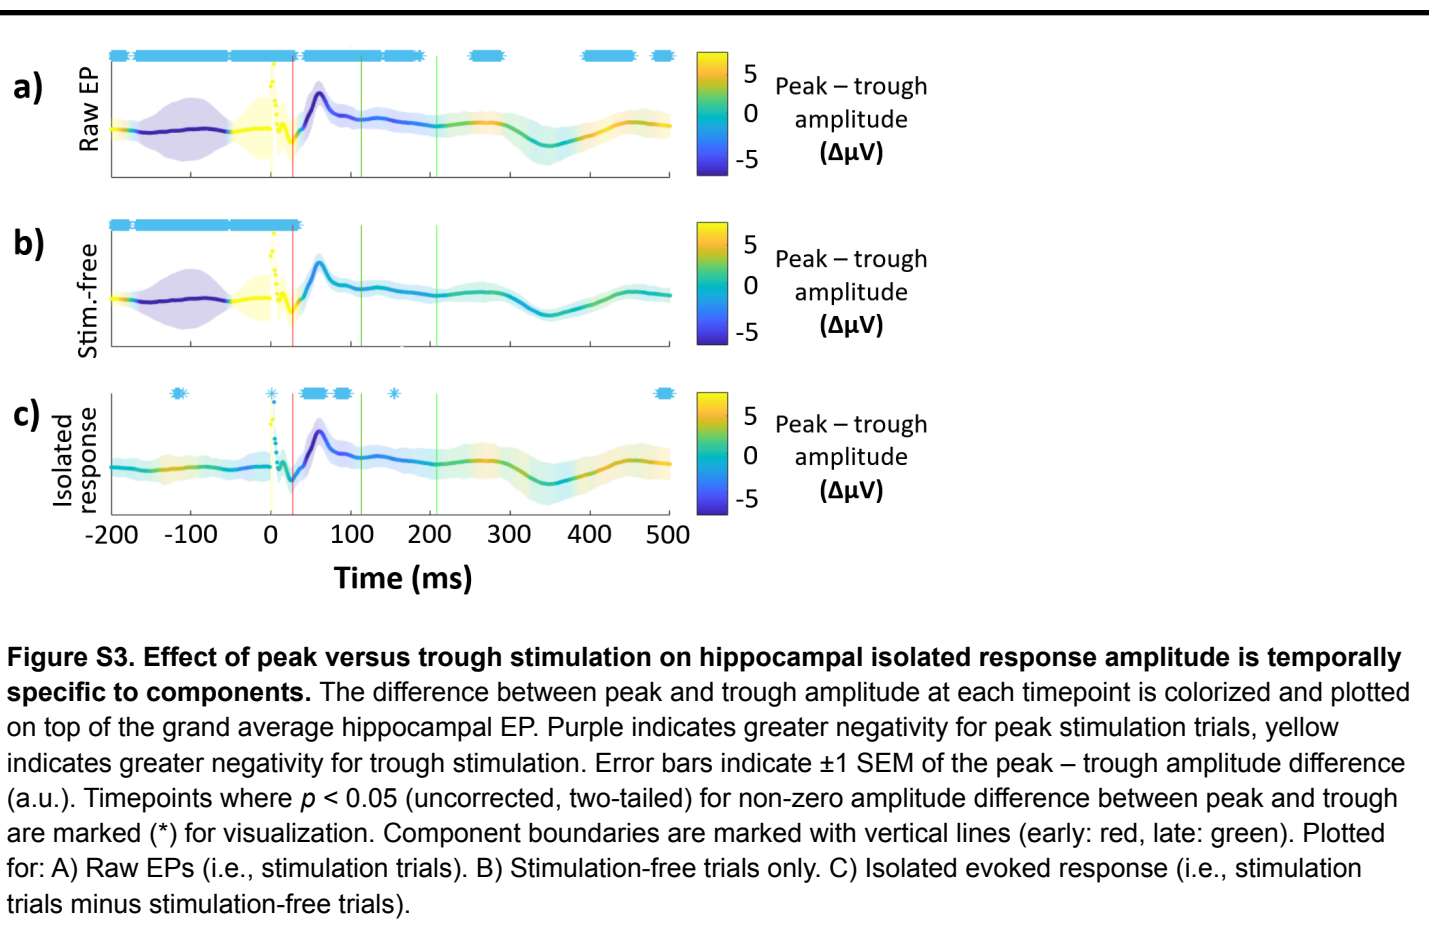 a)
Raw EP
5
0
-5
Peak – trough
amplitude
(ΔµV)
b)
Stim.-free
5
0
-5
Peak – trough
amplitude
(ΔµV)
c)
Isolated
response
5
0
-5
Peak – trough
amplitude
(ΔµV)
-200 -100 0 100 200 300 400 500
Time (ms)
Figure S3. Effect of peak versus trough stimulation on hippocampal isolated response amplitude is temporally
specific to components. The difference between peak and trough amplitude at each timepoint is colorized and plotted
on top of the grand average hippocampal EP. Purple indicates greater negativity for peak stimulation trials, yellow
indicates greater negativity for trough stimulation. Error bars indicate ±1 SEM of the peak – trough amplitude difference
(a.u.). Timepoints where p < 0.05 (uncorrected, two-tailed) for non-zero amplitude difference between peak and trough
are marked (*) for visualization. Component boundaries are marked with vertical lines (early: red, late: green). Plotted
for: A) Raw EPs (i.e., stimulation trials). B) Stimulation-free trials only. C) Isolated evoked response (i.e., stimulation
trials minus stimulation-free trials).